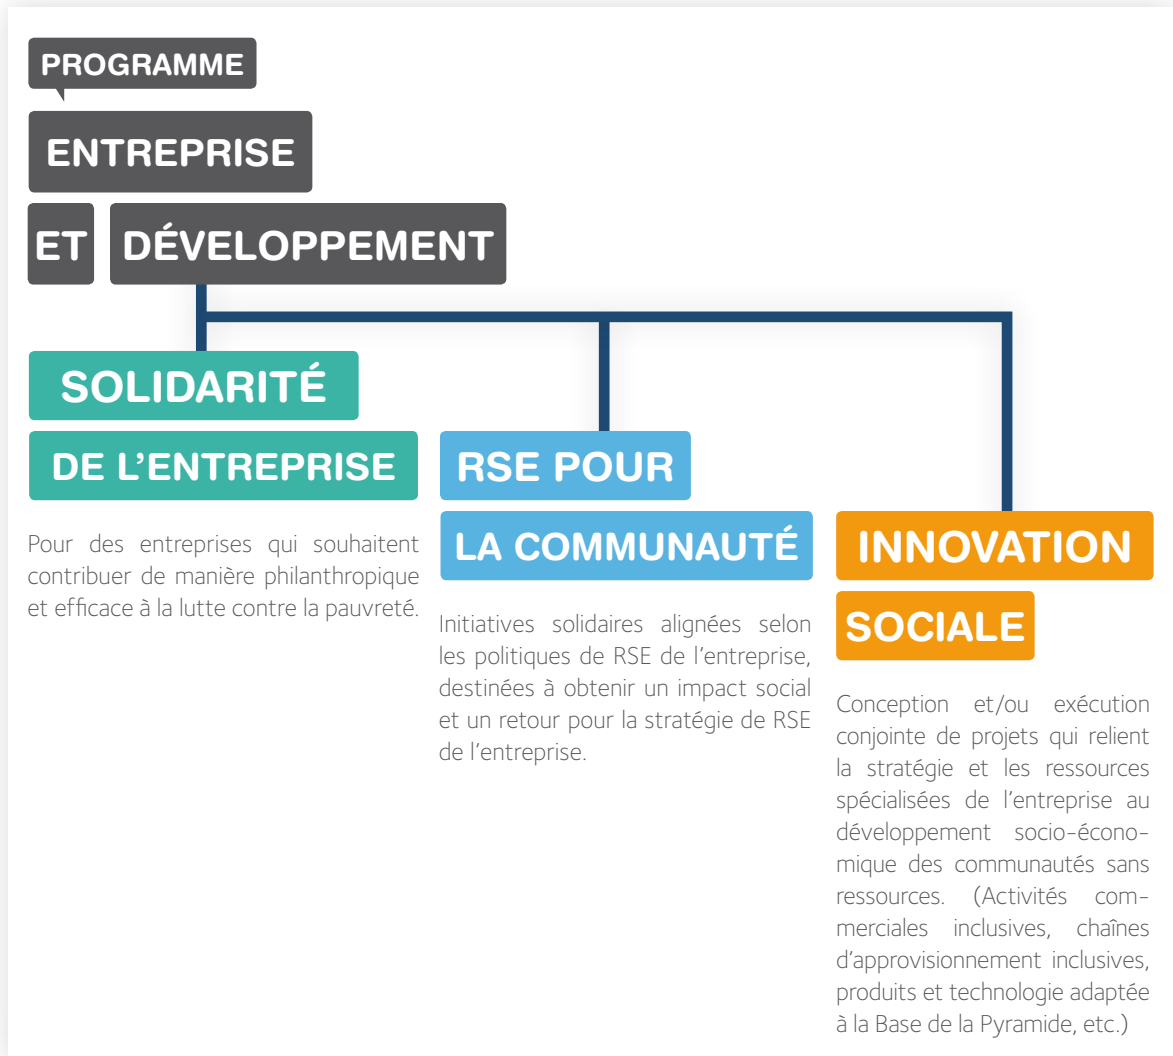 PROGRAMME
ENTREPRISE
ET DÉVELOPPEMENT
SOLIDARITÉ
DE L’ENTREPRISE
Pour des entreprises qui souhaitent
contribuer de manière philanthropique
et efficace à la lutte contre la pauvreté.
RSE POUR
LA COMMUNAUTÉ
Initiatives solidaires alignées selon
les politiques de RSE de l’entreprise,
destinées à obtenir un impact social
et un retour pour la stratégie de RSE
de l’entreprise.
INNOVATION
SOCIALE
Conception et/ou exécution
conjointe de projets qui relient
la stratégie et les ressources
spécialisées de l’entreprise au
développement socio-écono-
mique des communautés sans
ressources. (Activités com-
merciales inclusives, chaînes
d’approvisionnement inclusives,
produits et technologie adaptée
à la Base de la Pyramide, etc.)